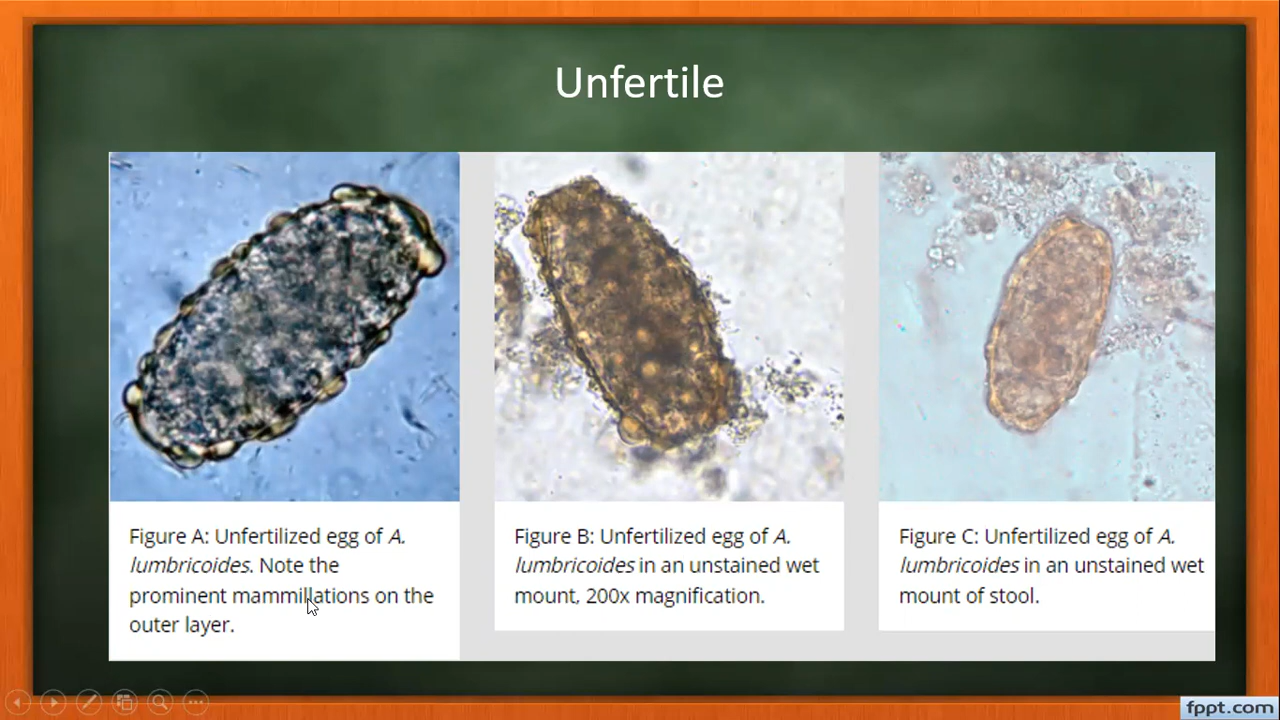 Unfertile
Figure A: Unfertilized egg of A.
lumbricoides. Note the
prominent mammillations on the
outer layer.
Figure B: Unfertilized egg of A.
lumbricoides in an unstained wet
mount, 200x magnification.
Figure C: Unfertilized egg of A.
lumbricoides in an unstained wet
mount of stool.
fppt.com